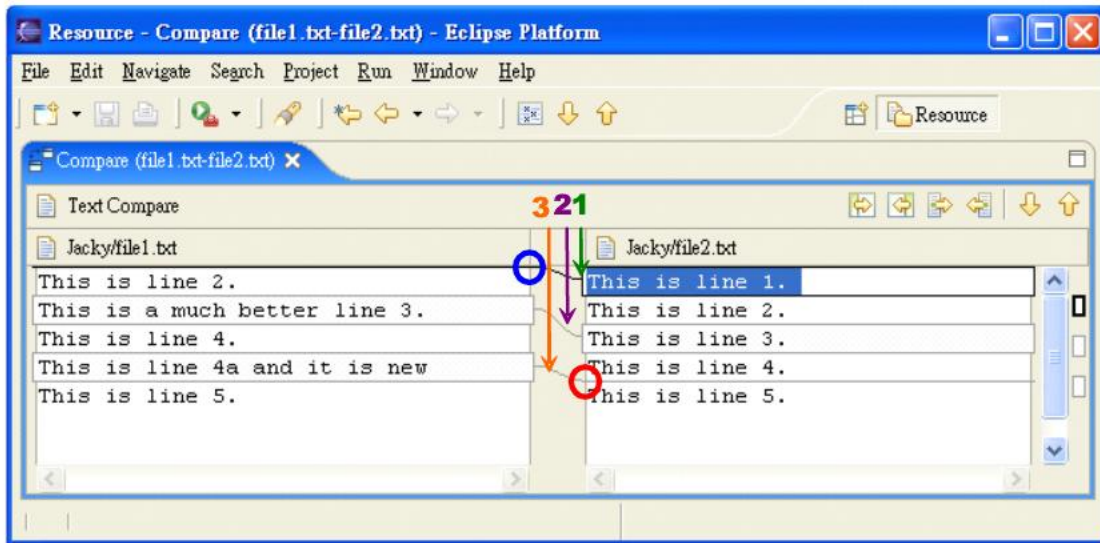 Resource - Compare (file1.txt-file2.txt) - Eclipse Platform
File Edit Navigate Search Project Run Window Help
Resource
Compare (file1.txt-file2.txt)
Text Compare
321
Jacky/file1.txt
Jacky/file2.txt
This is line 2.
This is a much better line 3.
This is line 4.
This is line 4a and it is new
This is line 5.
This is line 1.
This is line 2.
This is line 3.
This is line 4.
This is line 5.